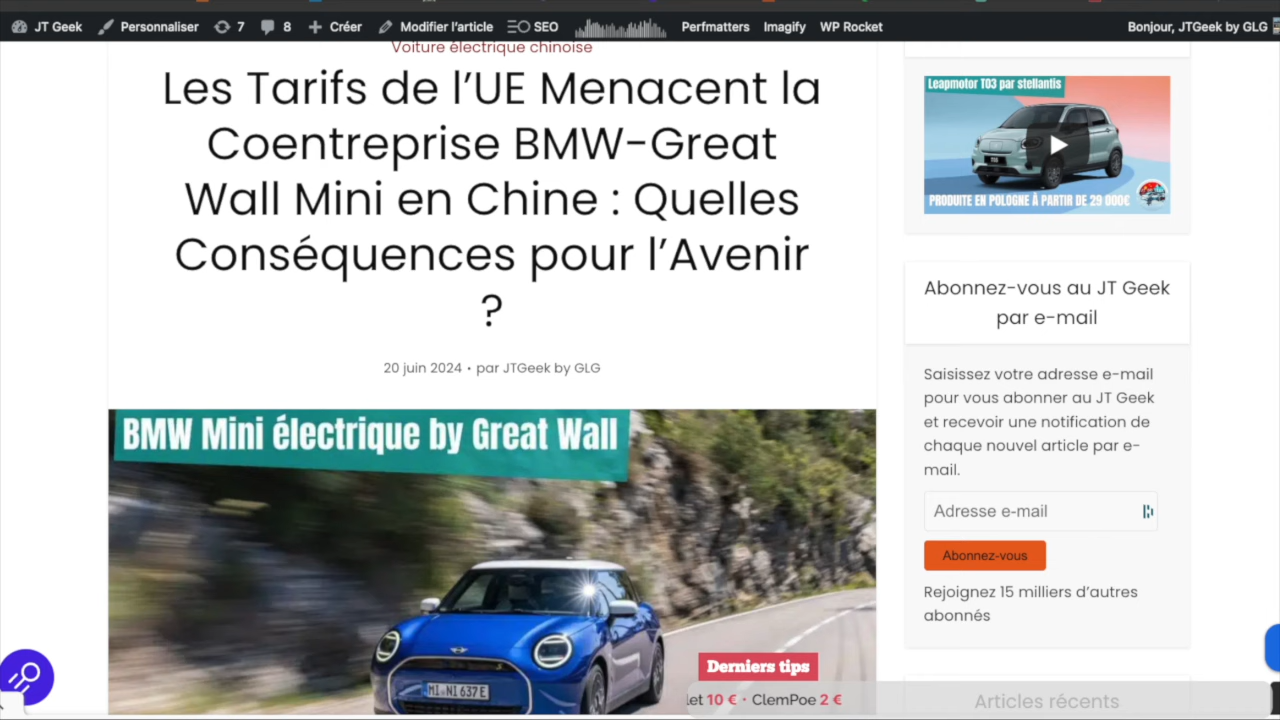 JT Geek Personnaliser 7 8 Créer Modifier l'article SEO Perfmatters Imagify WP Rocket Bonjour, JTGeek by GLG
Voiture électrique chinoise
Les Tarifs de l'UE Menacent la
Coentreprise BMW-Great
Wall Mini en Chine : Quelles
Conséquences pour l'Avenir
?
20 juin 2024 • par JTGeek by GLG
BMW Mini électrique by Great Wall
MI NI 637 E
Derniers tips
let 10 € · ClemPoe 2 €
Leapmotor T03 par stellantis
T03
PRODUITE EN POLOGNE À PARTIR DE 29 000€
Abonnez-vous au JT Geek
par e-mail
Saisissez votre adresse e-mail
pour vous abonner au JT Geek
et recevoir une notification de
chaque nouvel article par e-
mail.
Adresse e-mail
Abonnez-vous
Rejoignez 15 milliers d'autres
abonnés
Articles récents